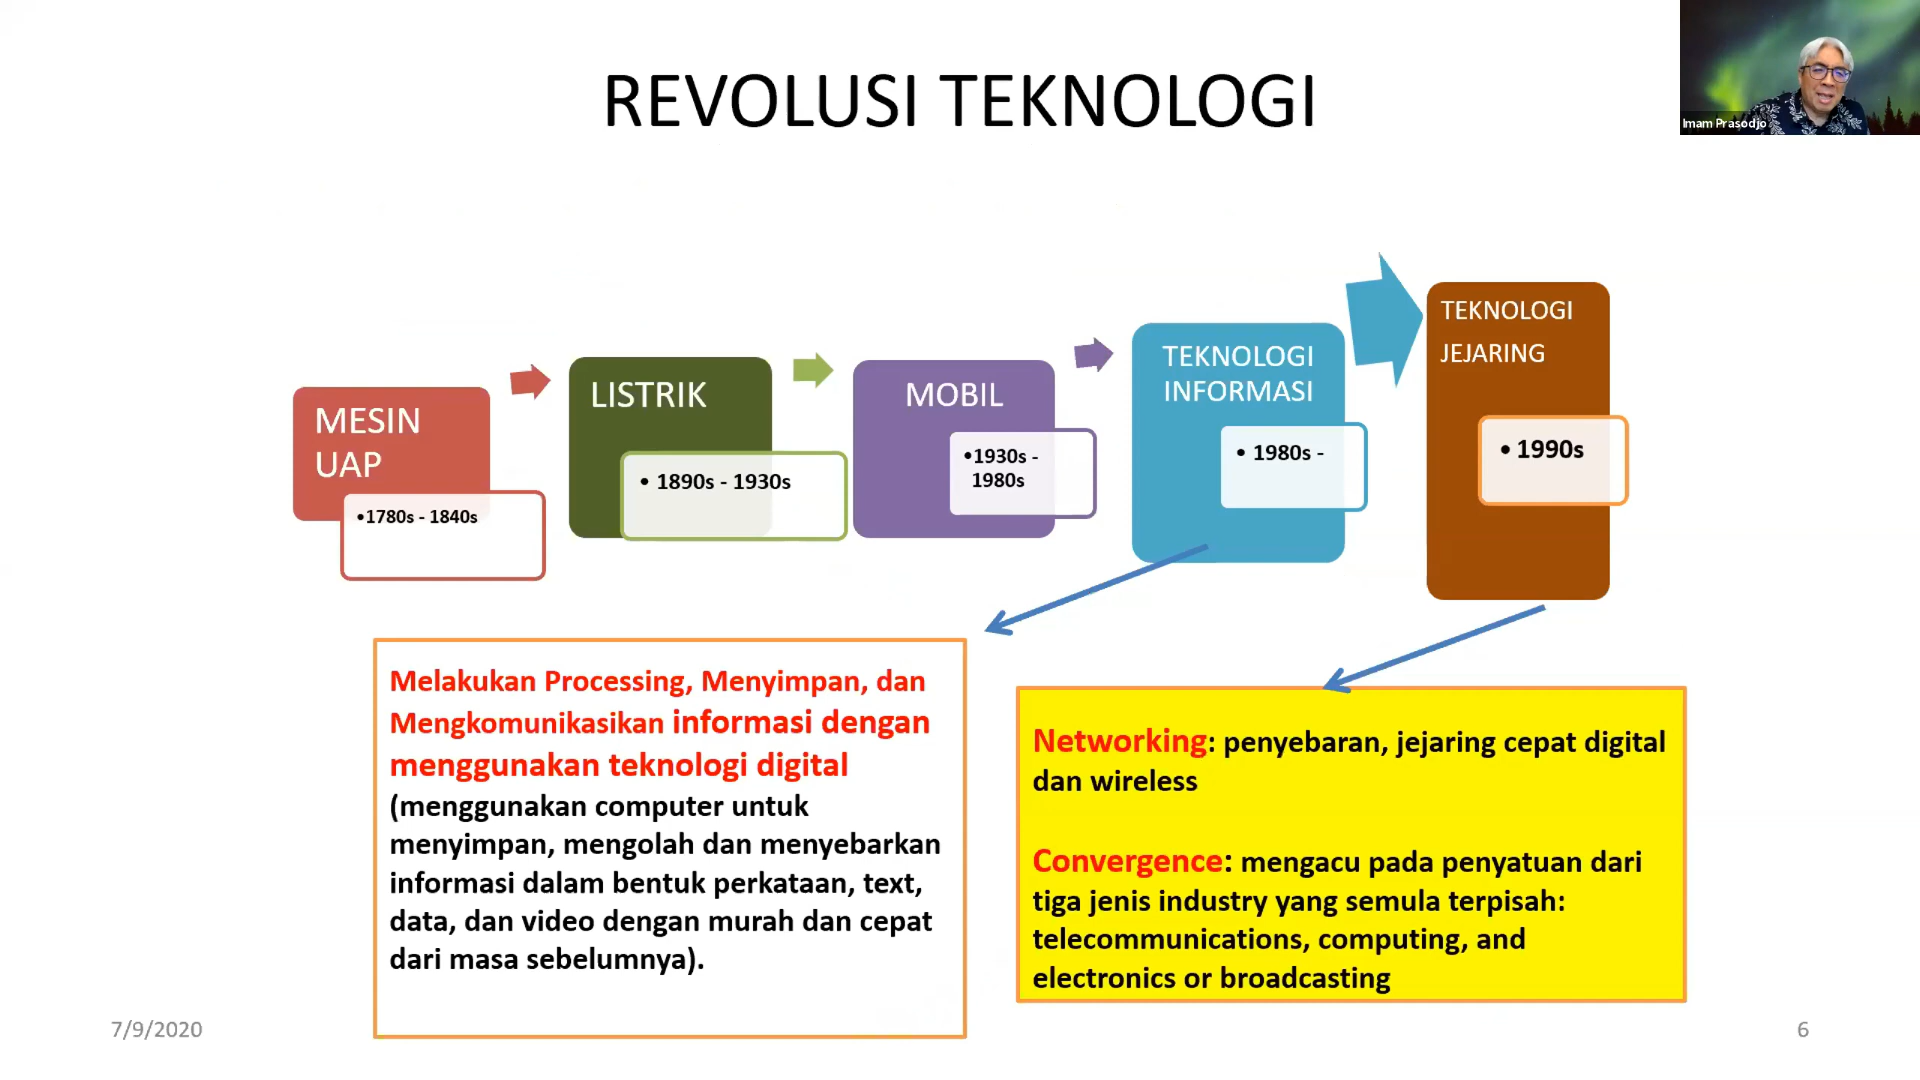 REVOLUSI TEKNOLOGI
Imam Prasodjo
MESIN
UAP
•1780s - 1840s
LISTRIK
• 1890s - 1930s
MOBIL
•1930s -
1980s
TEKNOLOGI
INFORMASI
• 1980s -
TEKNOLOGI
JEJARING
• 1990s
Melakukan Processing, Menyimpan, dan
Mengkomunikasikan informasi dengan
menggunakan teknologi digital
(menggunakan computer untuk
menyimpan, mengolah dan menyebarkan
informasi dalam bentuk perkataan, text,
data, dan video dengan murah dan cepat
dari masa sebelumnya).
Networking: penyebaran, jejaring cepat digital
dan wireless
Convergence: mengacu pada penyatuan dari
tiga jenis industry yang semula terpisah:
telecommunications, computing, and
electronics or broadcasting
7/9/2020
6